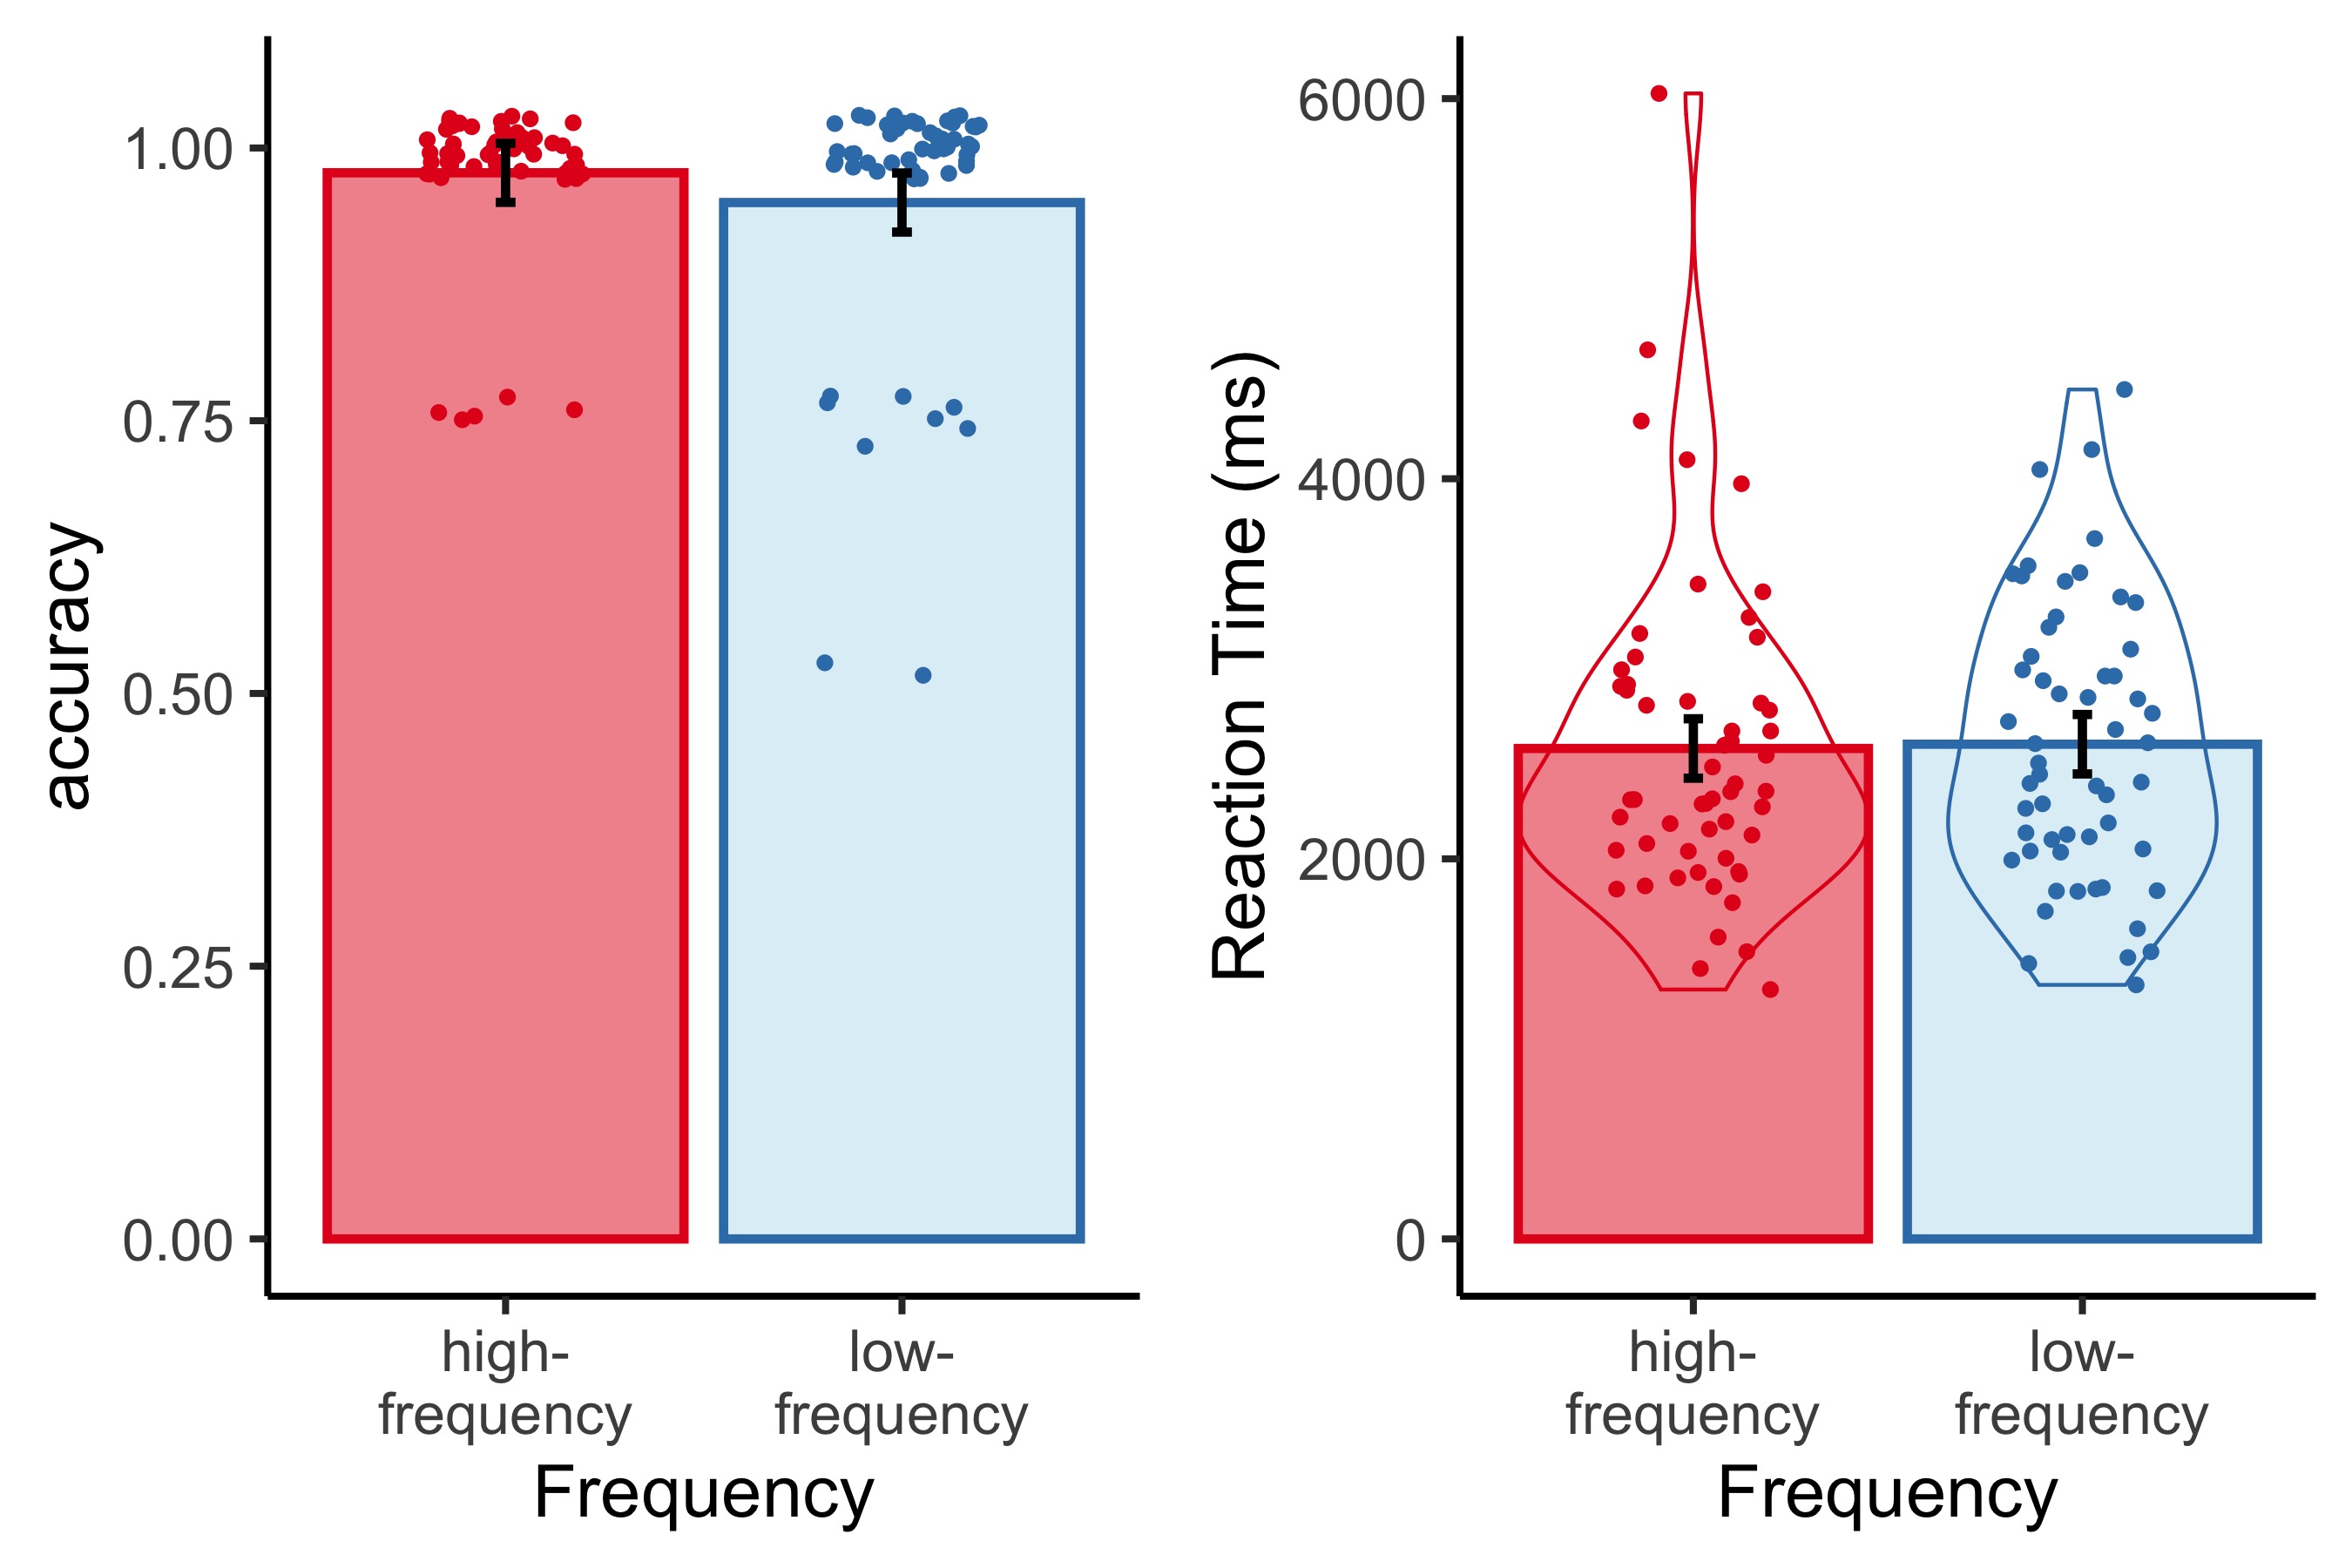 accuracy
1.00
0.75
0.50
0.25
0.00
high-
frequency
low-
frequency
Frequency
Reaction Time (ms)
6000
4000
2000
0
high-
frequency
low-
frequency
Frequency